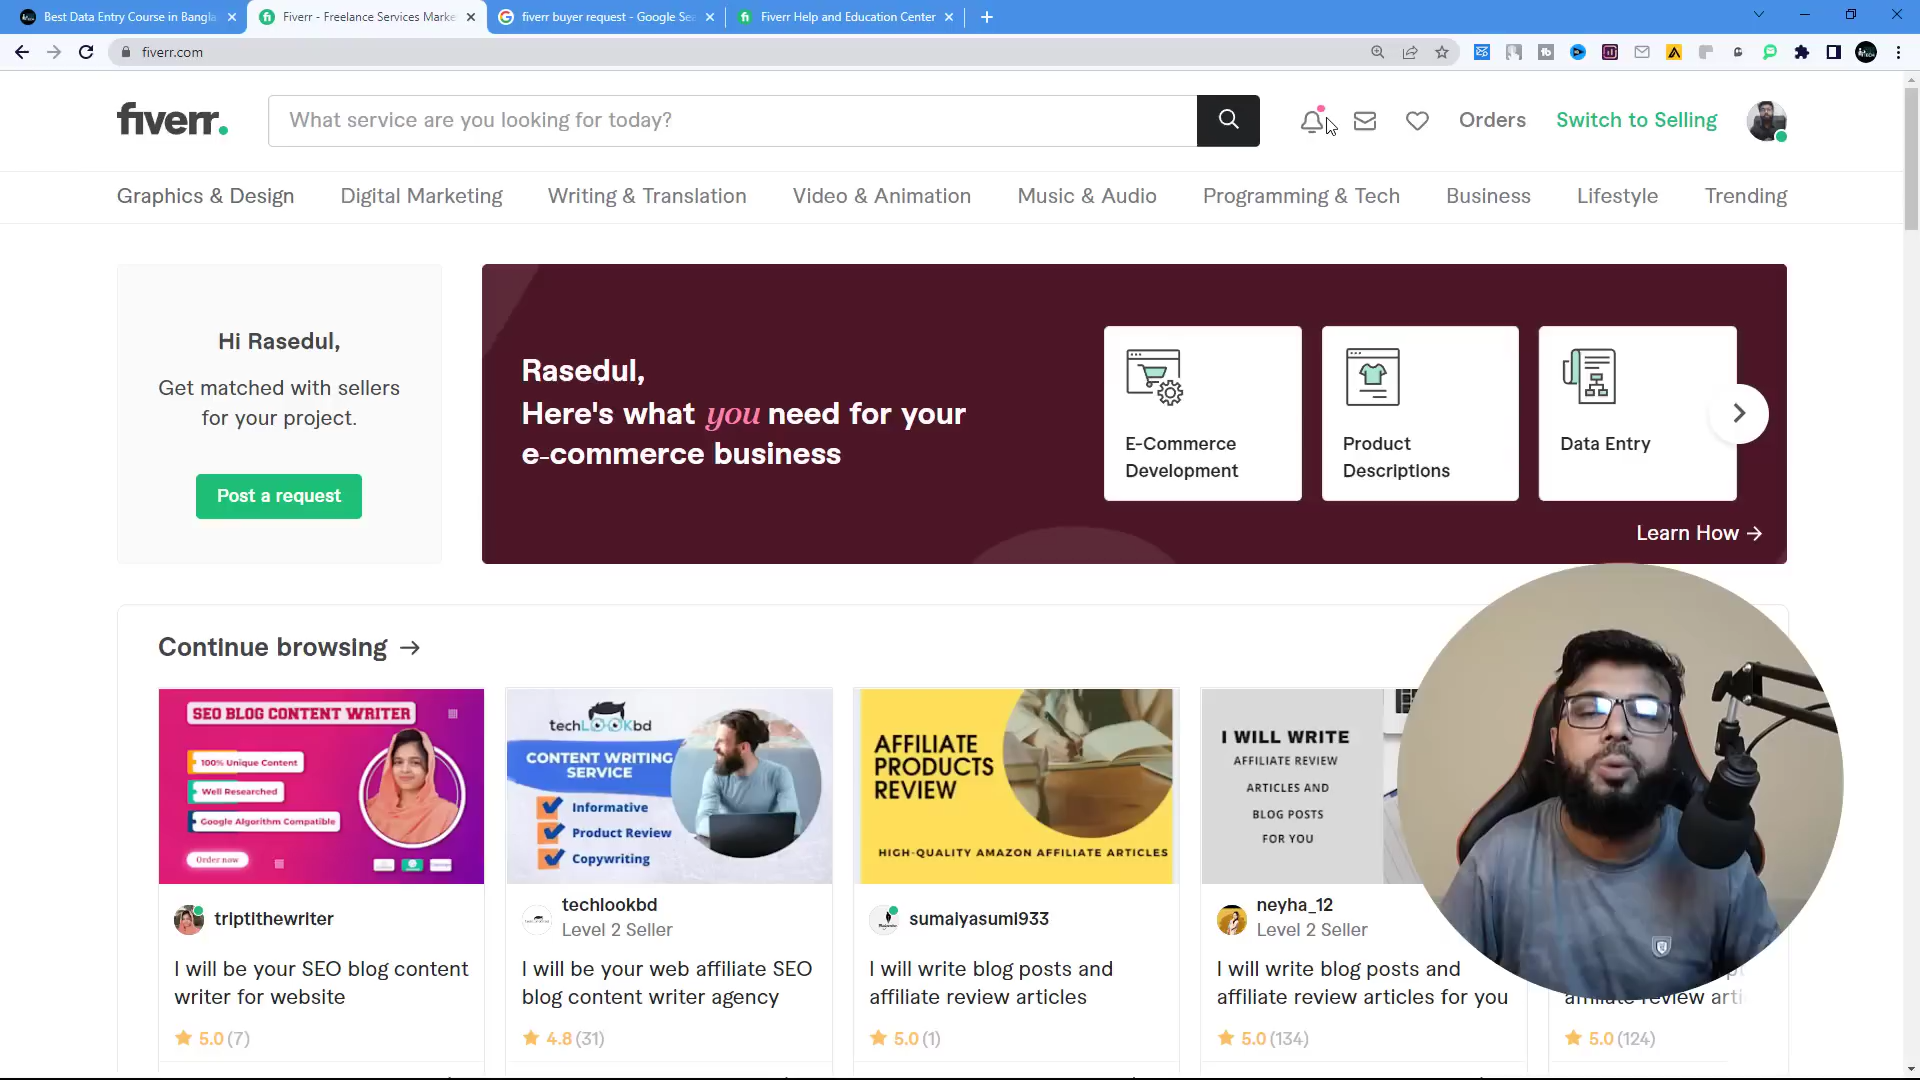 Best Data Entry Course in Bangla
Fiverr - Freelance Services Marke
fiverr buyer request - Google Se
Fiverr Help and Education Center
fiverr.com
fiverr.
What service are you looking for today?
Orders
Switch to Selling
Graphics & Design
Digital Marketing
Writing & Translation
Video & Animation
Music & Audio
Programming & Tech
Business
Lifestyle
Trending
Hi Rasedul,
Get matched with sellers
for your project.
Post a request
Rasedul,
Here's what you need for your
e-commerce business
E-Commerce
Development
Product
Descriptions
Data Entry
Learn How →
Continue browsing →
SEO BLOG CONTENT WRITER
100% Unique Content
Well Researched
Google Algorithm Compatible
Order now
techLOOKbd
CONTENT WRITING
SERVICE
Informative
Product Review
Copywriting
AFFILIATE
PRODUCTS
REVIEW
HIGH-QUALITY AMAZON AFFILIATE ARTICLES
I WILL WRITE
AFFILIATE REVIEW
ARTICLES AND
BLOG POSTS
FOR YOU
triptithewriter
I will be your SEO blog content
writer for website
5.0 (7)
techlookbd
Level 2 Seller
I will be your web affiliate SEO
blog content writer agency
4.8 (31)
sumaiyasumi933
I will write blog posts and
affiliate review articles
5.0 (1)
neyha_12
Level 2 Seller
I will write blog posts and
affiliate review articles for you
5.0 (134)
affiliate review arti
5.0 (124)